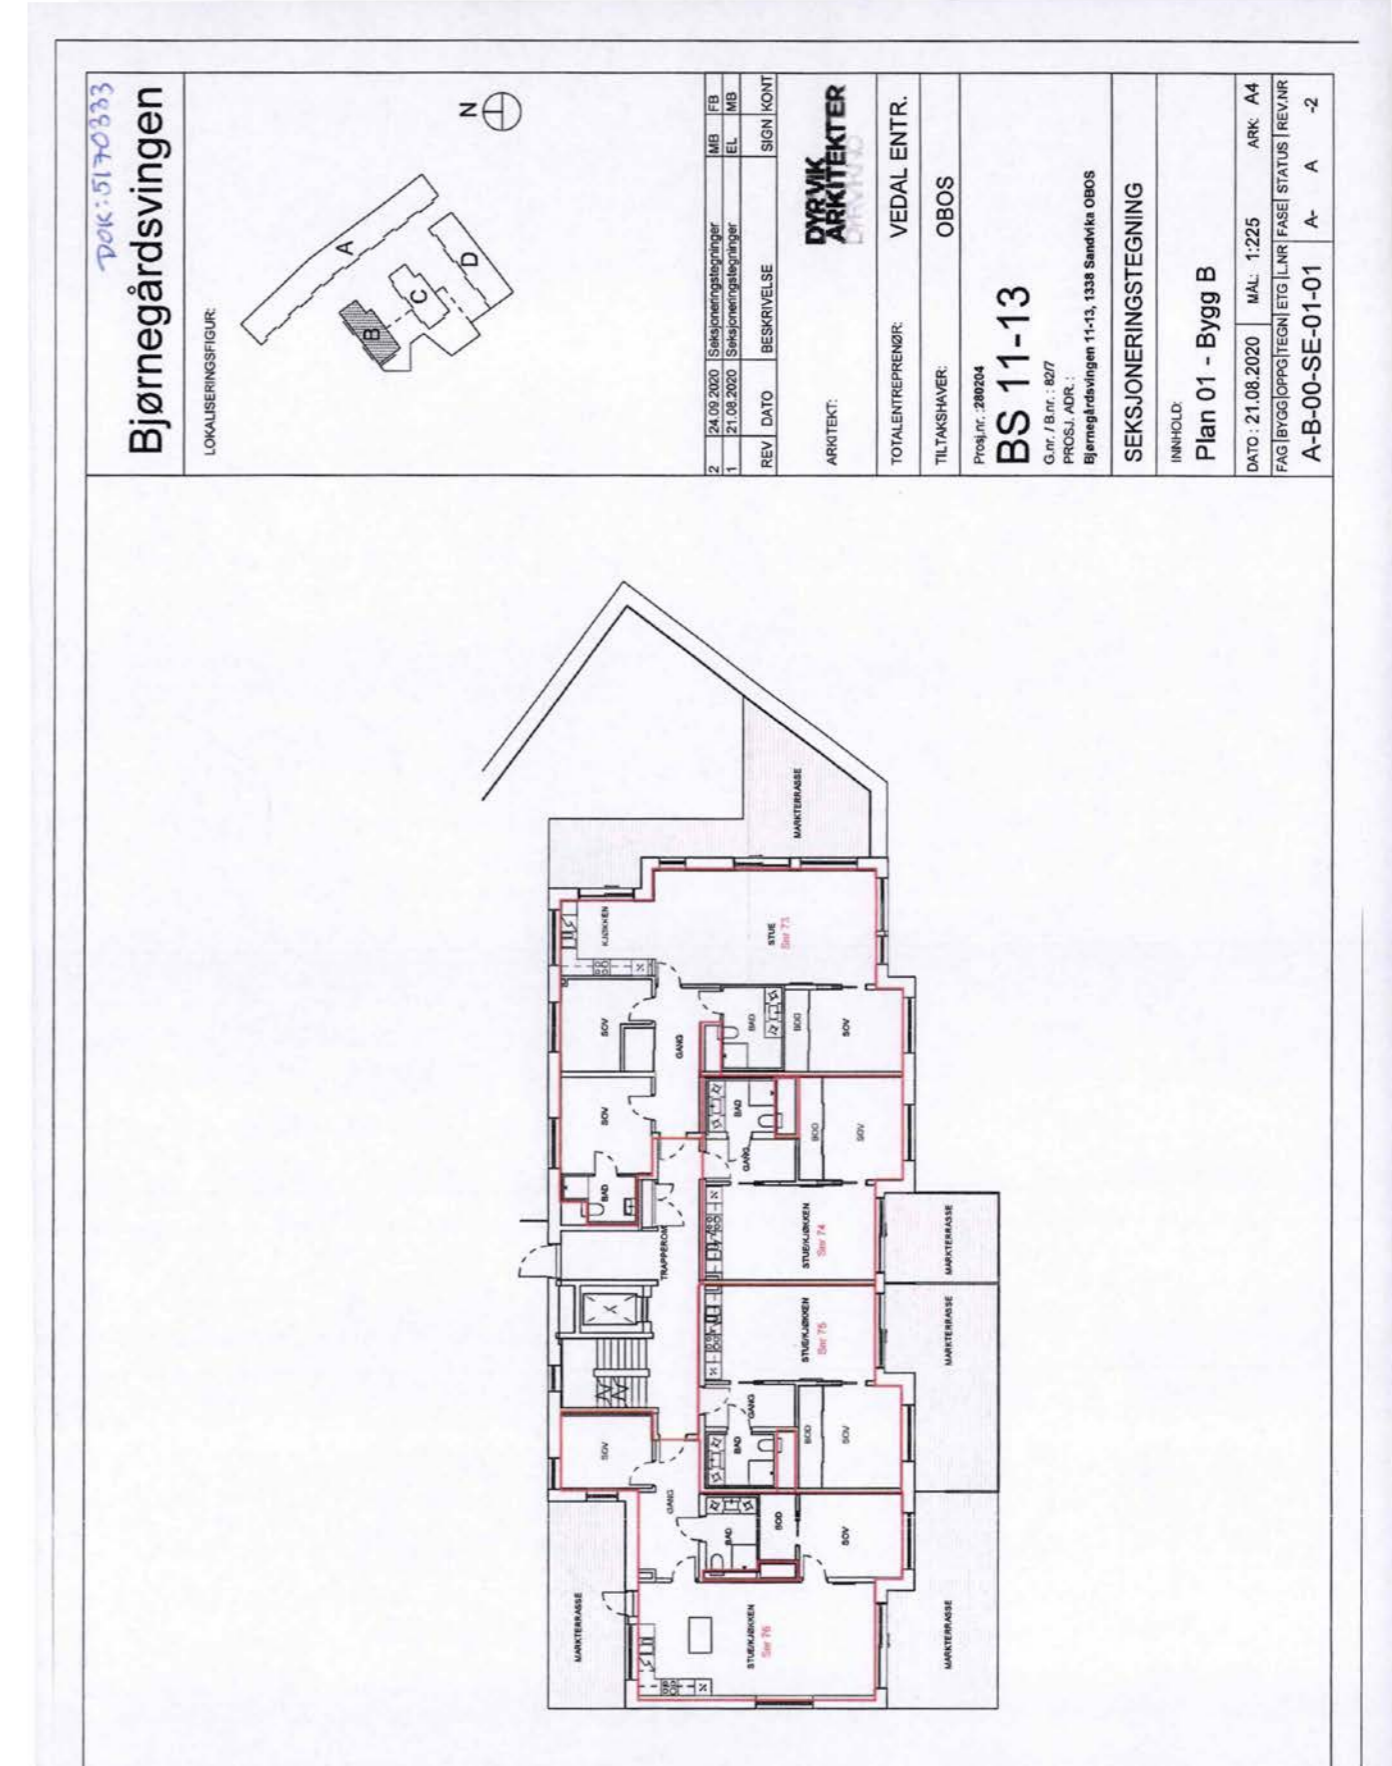 DOK:5170333
Bjørnegårdsvingen
LOKALISERINGSFIGUR:
N
A
B
C
D
2 24.09.2020 Seksjoneringstegninger MB FB
1 21.08.2020 Seksjoneringstegninger EL MB
REV DATO BESKRIVELSE SIGN KONT
ARKITEKT:
DYRVIK
ARKITEKTER
TOTALENTREPRENØR: VEDAL ENTR.
TILTAKSHAVER: OBOS
Prosj.nr. :280204
BS 11-13
G.nr. / B.nr. : 82/7
PROSJ. ADR. :
Bjørnegårdsvingen 11-13, 1338 Sandvika OBOS
SEKSJONERINGSTEGNING
INNHOLD:
Plan 01 - Bygg B
DATO : 21.08.2020 MÅL: 1:225 ARK: A4
FAG BYGG OPPG TEGN ETG L.NR FASE STATUS REV.NR
A-B-00-SE-01-01 A- A -2
MARKTERRASSE
KJØKKEN
STUE
Snr 73
SOV
GANG
BAD
BOD
SOV
SOV
BAD
BAD
GANG
BOD
SOV
TRAPPEROM
STUE/KJØKKEN
Snr 74
MARKTERRASSE
STUE/KJØKKEN
Snr 75
MARKTERRASSE
GANG
BAD
BOD
SOV
SOV
GANG
BAD
BOD
SOV
MARKTERRASSE
STUE/KJØKKEN
Snr 76
MARKTERRASSE